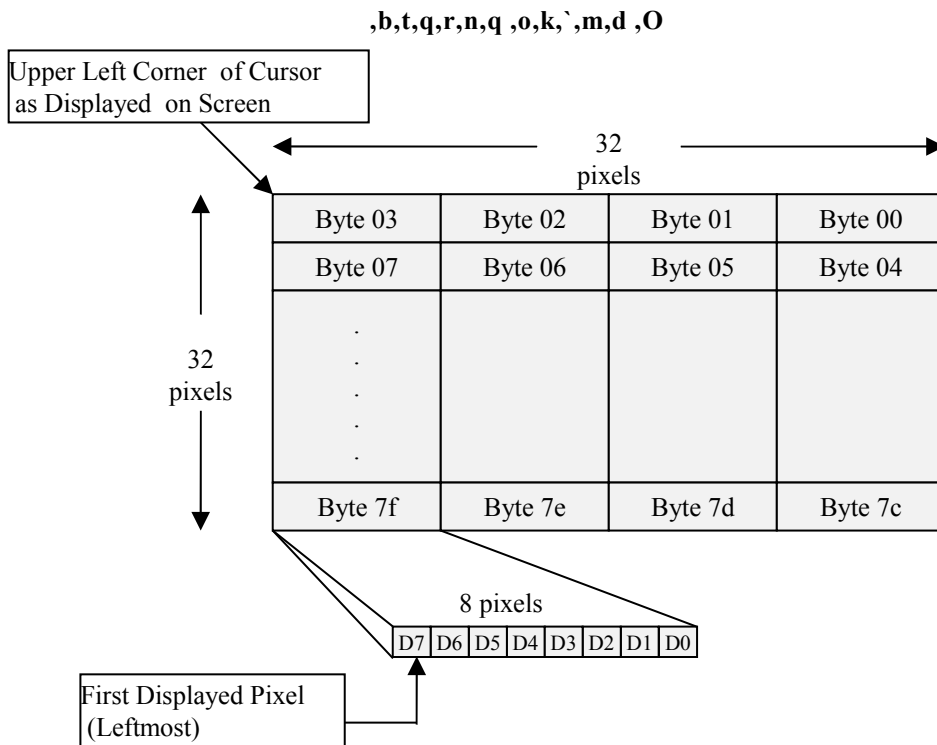 ,b,t,q,r,n,q ,o,k,`,m,d ,O
Upper Left Corner of Cursor
as Displayed on Screen
32
pixels
Byte 03 Byte 02 Byte 01 Byte 00
Byte 07 Byte 06 Byte 05 Byte 04
32
pixels
.
.
.
.
.
Byte 7f Byte 7e Byte 7d Byte 7c
8 pixels
D7 D6 D5 D4 D3 D2 D1 D0
First Displayed Pixel
(Leftmost)